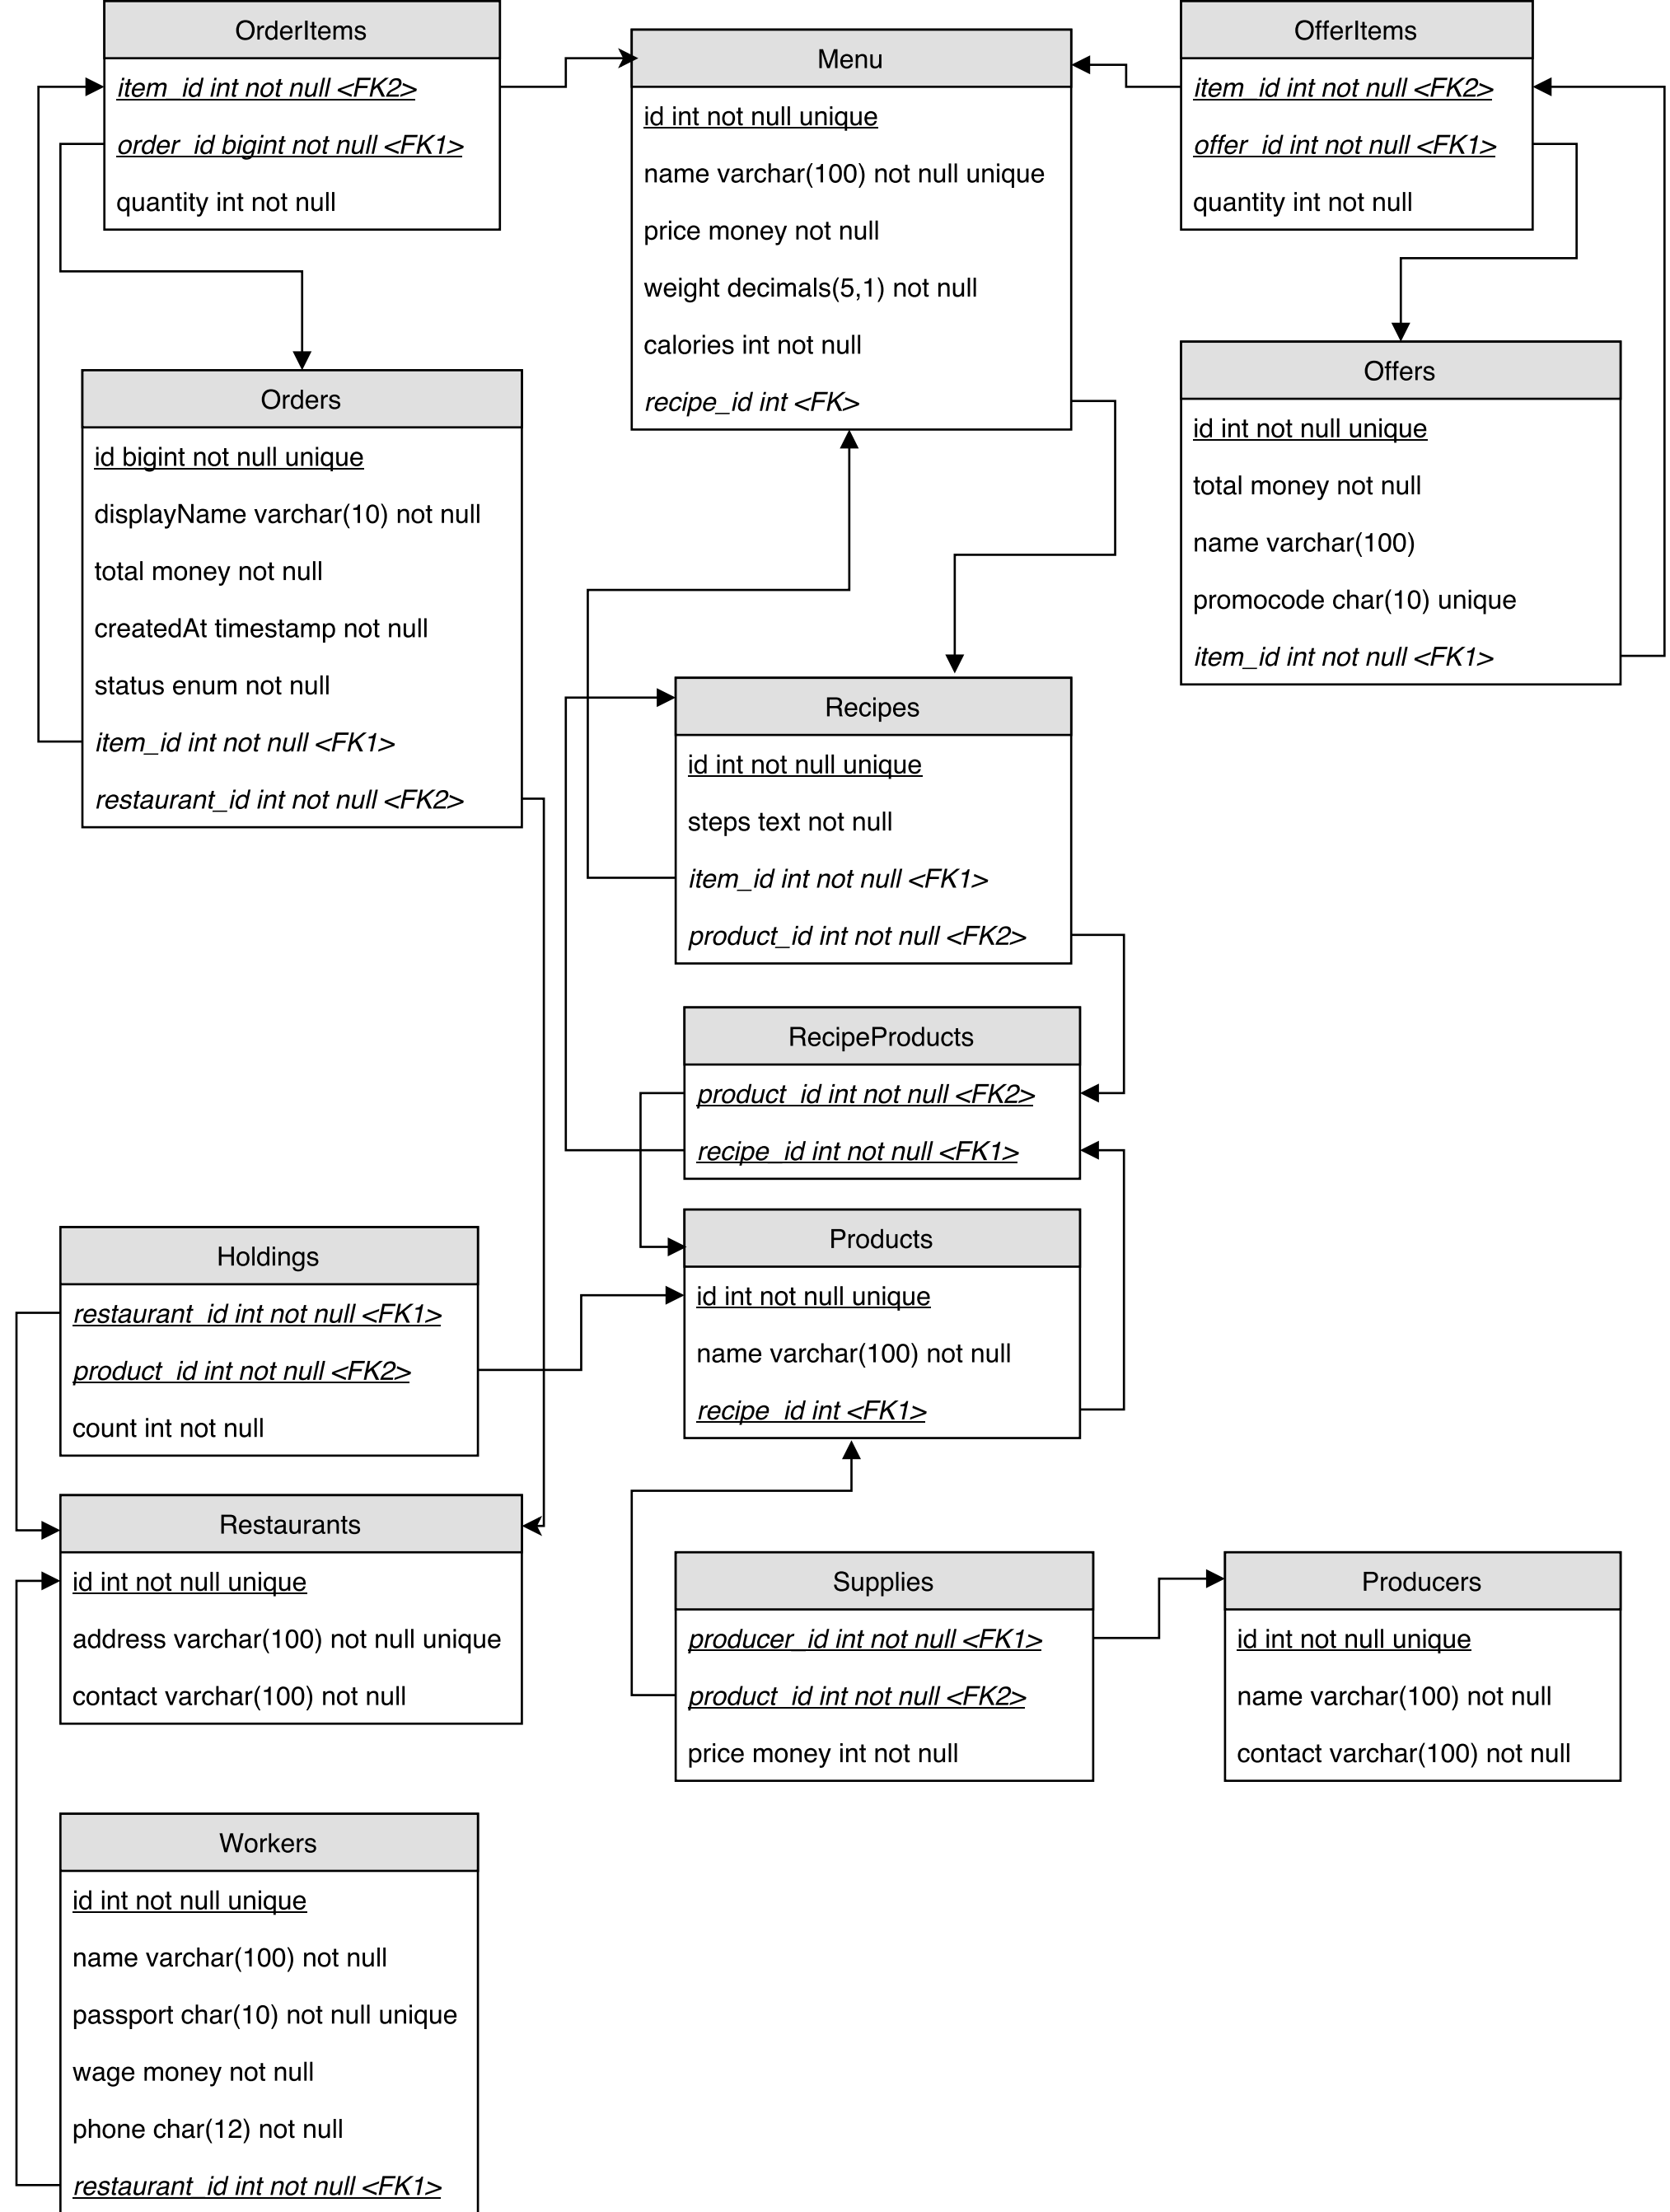 OrderItems
item_id int not null <FK2>
order_id bigint not null <FK1>
quantity int not null
Menu
id int not null unique
name varchar(100) not null unique
price money not null
weight decimals(5,1) not null
calories int not null
recipe_id int <FK>
OfferItems
item_id int not null <FK2>
offer_id int not null <FK1>
quantity int not null
Orders
id bigint not null unique
displayName varchar(10) not null
total money not null
createdAt timestamp not null
status enum not null
item_id int not null <FK1>
restaurant_id int not null <FK2>
Offers
id int not null unique
total money not null
name varchar(100)
promocode char(10) unique
item_id int not null <FK1>
Recipes
id int not null unique
steps text not null
item_id int not null <FK1>
product_id int not null <FK2>
RecipeProducts
product_id int not null <FK2>
recipe_id int not null <FK1>
Holdings
restaurant_id int not null <FK1>
product_id int not null <FK2>
count int not null
Products
id int not null unique
name varchar(100) not null
recipe_id int <FK1>
Restaurants
id int not null unique
address varchar(100) not null unique
contact varchar(100) not null
Supplies
producer_id int not null <FK1>
product_id int not null <FK2>
price money int not null
Producers
id int not null unique
name varchar(100) not null
contact varchar(100) not null
Workers
id int not null unique
name varchar(100) not null
passport char(10) not null unique
wage money not null
phone char(12) not null
restaurant_id int not null <FK1>